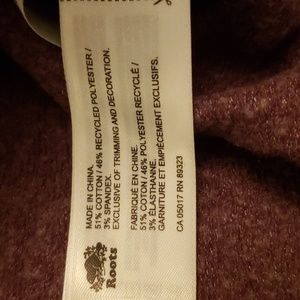 MADE IN CHINA.
51% COTTON / 46% RECYCLED POLYESTER /
3% SPANDEX.
EXCLUSIVE OF TRIMMING AND DECORATION.
FABRIQUÉ EN CHINE.
51% COTON / 46% POLYESTER RECYCLÉ /
3% ÉLASTHANNE.
GARNITURE ET EMPIÈCEMENT EXCLUSIFS.
CA 05017 RN 89323
Roots